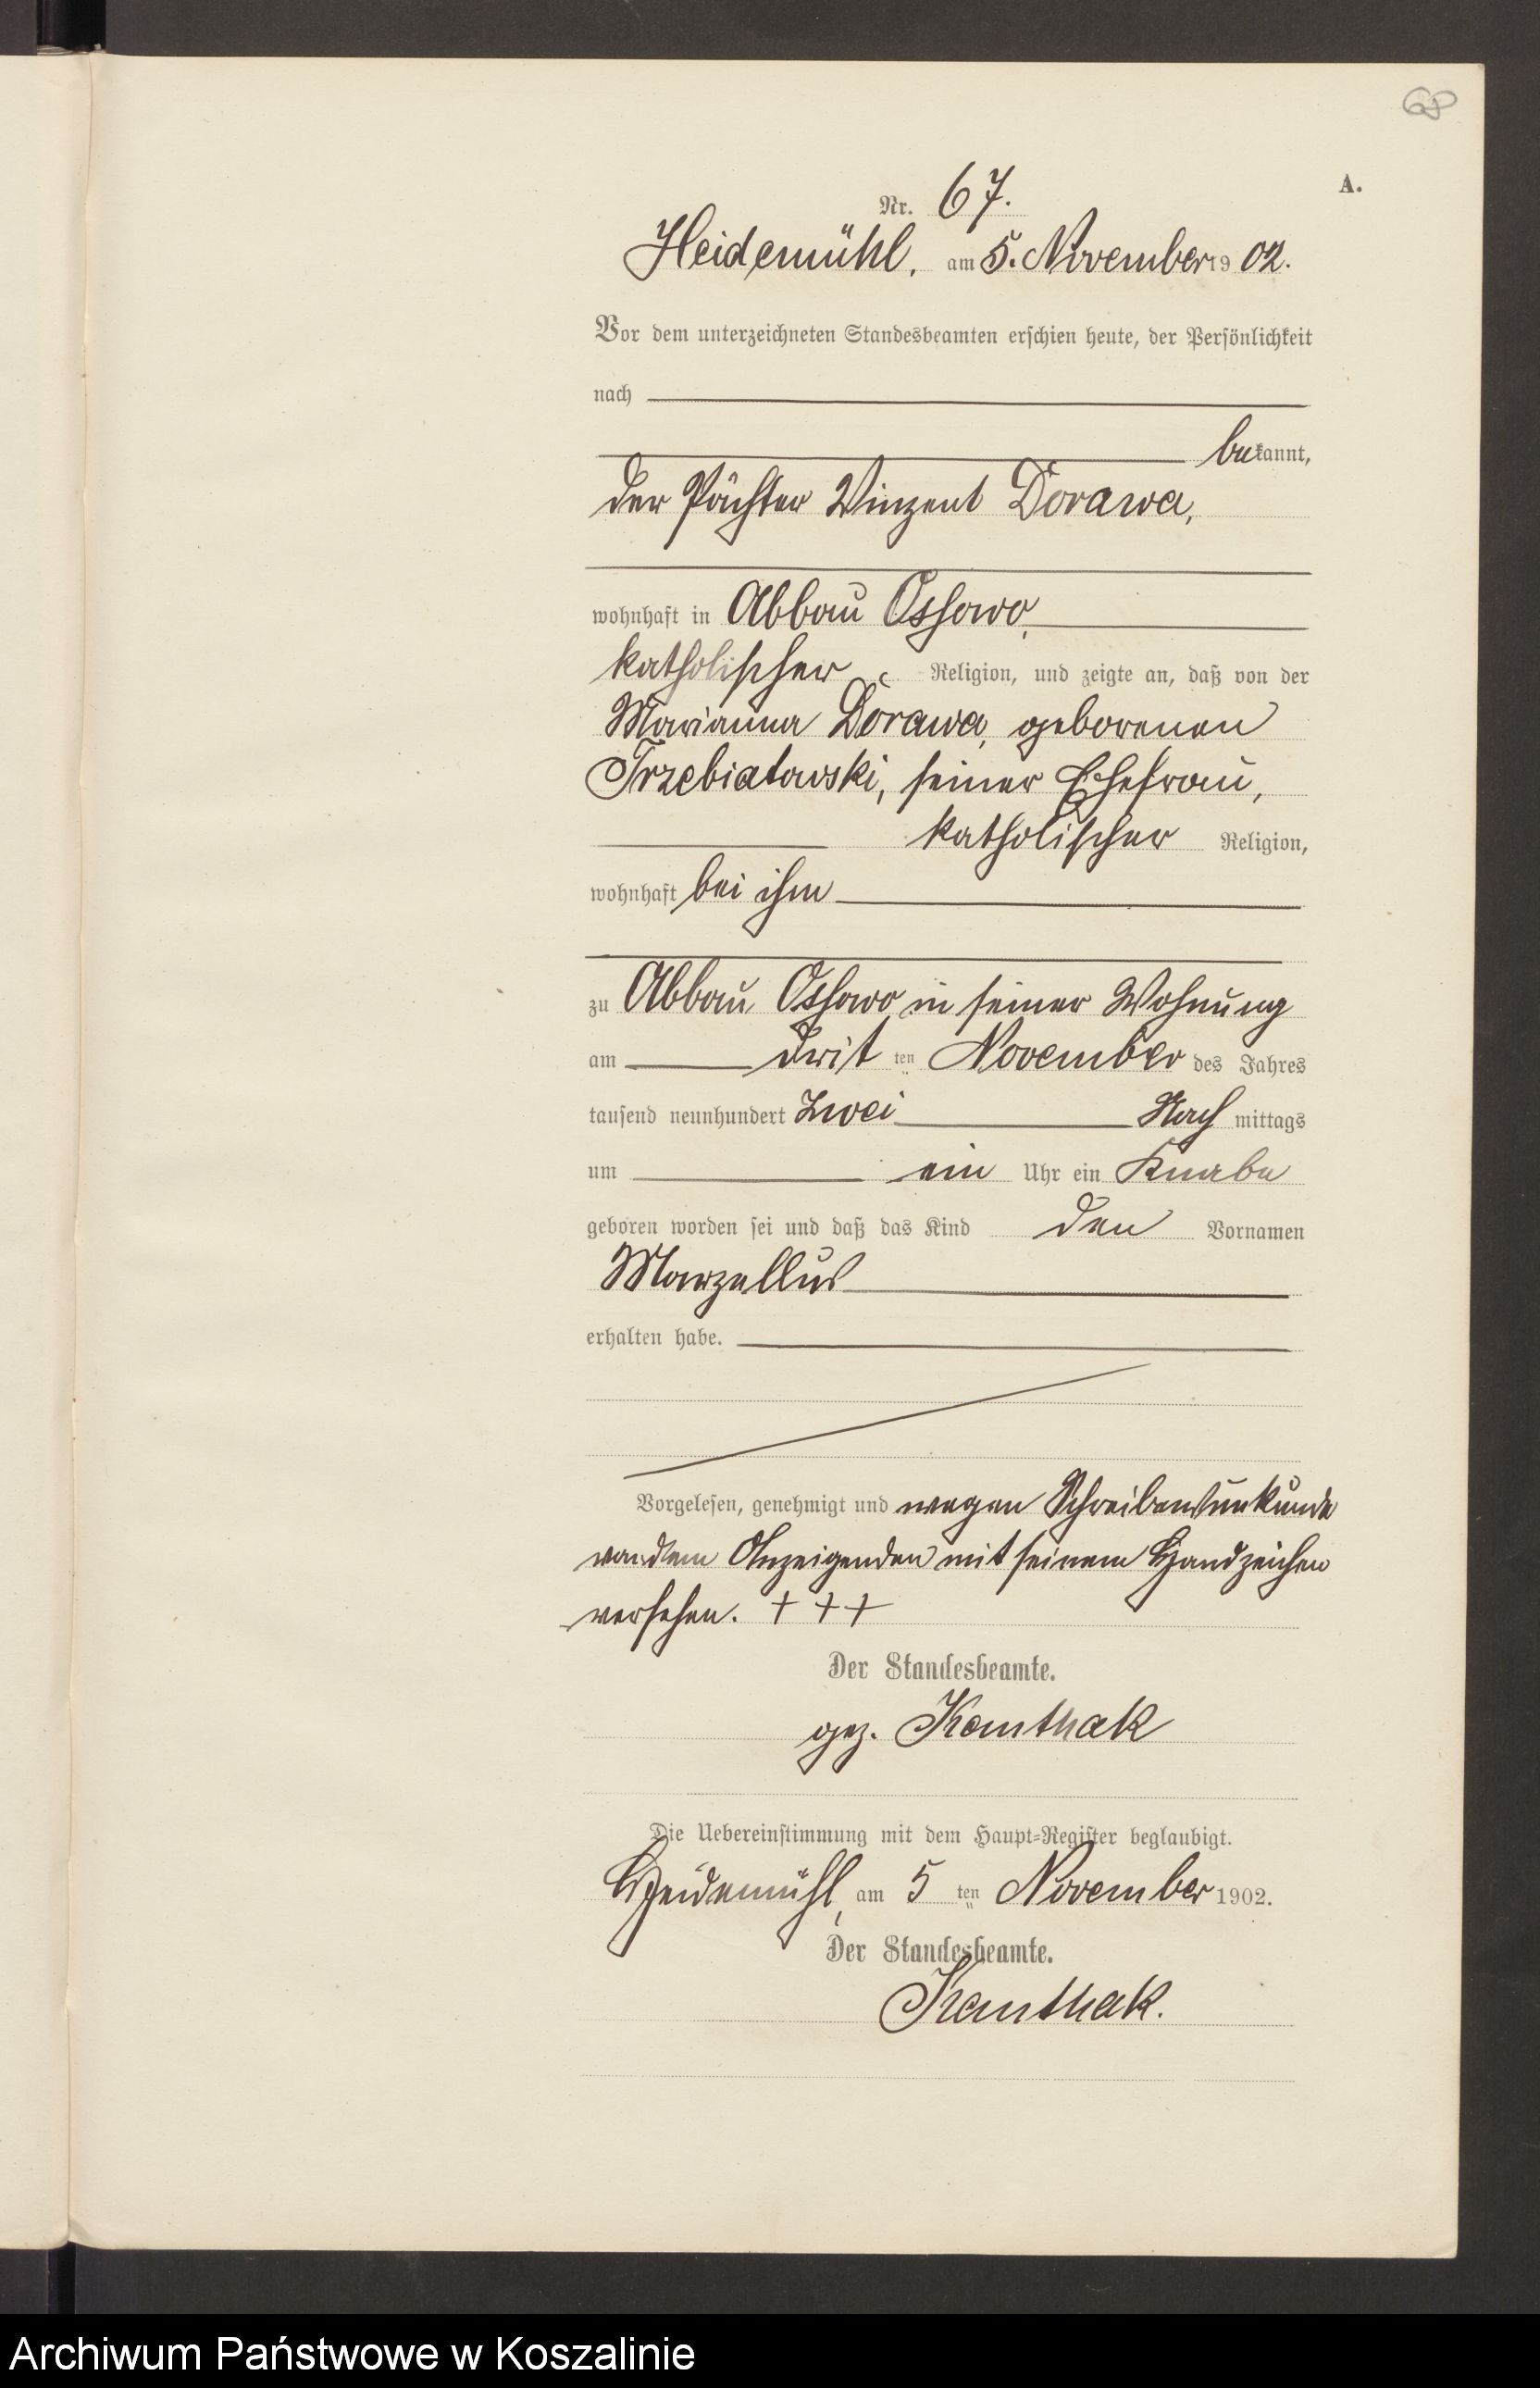 68
A.
Nr. 67.
Heidemühl, am 5. November 1902.
Vor dem unterzeichneten Standesbeamten erschien heute, der Persönlichkeit
nach
bekannt,
der Pächter Vinzent Dorawa,
wohnhaft in Abbau Ossowo,
katholischer Religion, und zeigte an, daß von der
Marianna Dorawa, geborenen
Trzebiatowski, seiner Ehefrau,
katholischer Religion,
wohnhaft bei ihm
zu Abbau Ossowo in seiner Wohnung
am dritten November des Jahres
tausend neunhundert zwei Nachmittags
um ein Uhr ein Knabe
geboren worden sei und daß das Kind den Vornamen
Marzellus
erhalten habe.
Vorgelesen, genehmigt und wegen Schreibensunkunde
von dem Anzeigenden mit seinem Handzeichen
versehen. + + +
Der Standesbeamte.
gez. Kanthak
Die Uebereinstimmung mit dem Haupt-Register beglaubigt.
Heidemühl, am 5ten November 1902.
Der Standesbeamte.
Kanthak.
Archiwum Państwowe w Koszalinie